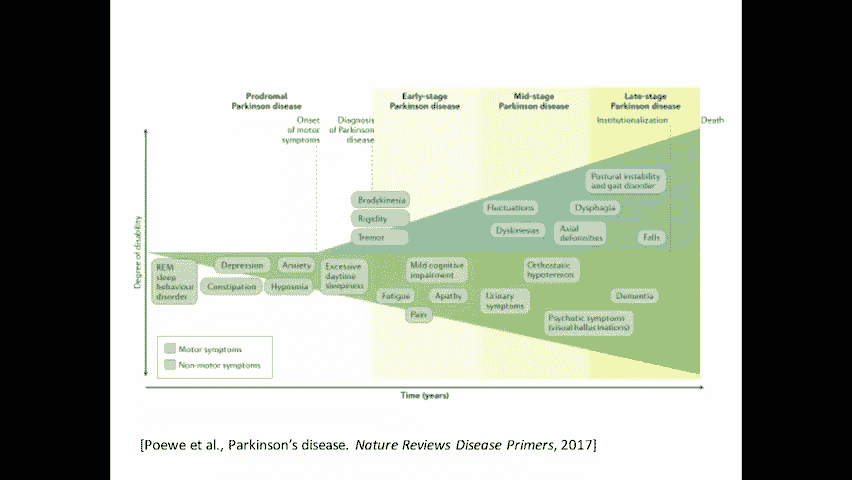 Prodromal
Parkinson disease
Early-stage
Parkinson disease
Mid-stage
Parkinson disease
Late-stage
Parkinson disease
Onset
of motor
symptoms
Diagnosis
of Parkinson
disease
Institutionalization
Death
Degree of disability
Postural instability
and gait disorder
Bradykinesia
Rigidity
Tremor
Fluctuations
Dysphagia
Dyskinesias
Axial
deformities
Falls
REM
sleep
behaviour
disorder
Depression
Anxiety
Constipation
Hyposmia
Excessive
daytime
sleepiness
Mild cognitive
impairment
Orthostatic
hypotension
Fatigue
Apathy
Urinary
symptoms
Dementia
Pain
Psychotic symptoms
(visual hallucinations)
Motor symptoms
Non-motor symptoms
Time (years)
[Poewe et al., Parkinson's disease. Nature Reviews Disease Primers, 2017]